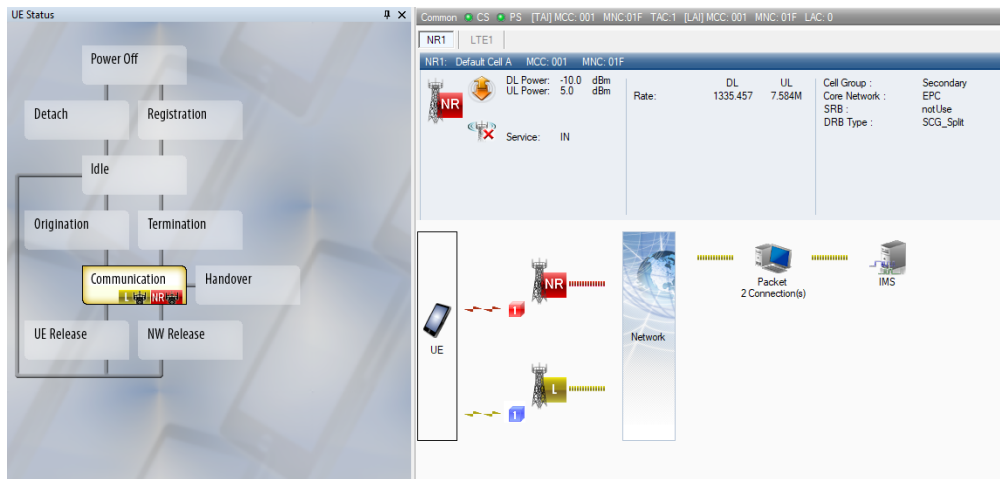 UE Status
Power Off
Detach
Registration
Idle
Origination
Termination
Communication
L NR
Handover
UE Release
NW Release
Common CS PS [TAI] MCC: 001 MNC:01F TAC:1 [LAI] MCC: 001 MNC: 01F LAC: 0
NR1 LTE1
NR1: Default Cell A MCC: 001 MNC: 01F
NR
DL Power: -10.0 dBm
UL Power: 5.0 dBm
Service: IN
DL UL
Rate: 1335.457 7.584M
Cell Group : Secondary
Core Network : EPC
SRB : notUse
DRB Type : SCG_Split
UE
NR
1
L
1
Network
Packet
2 Connection(s)
IMS